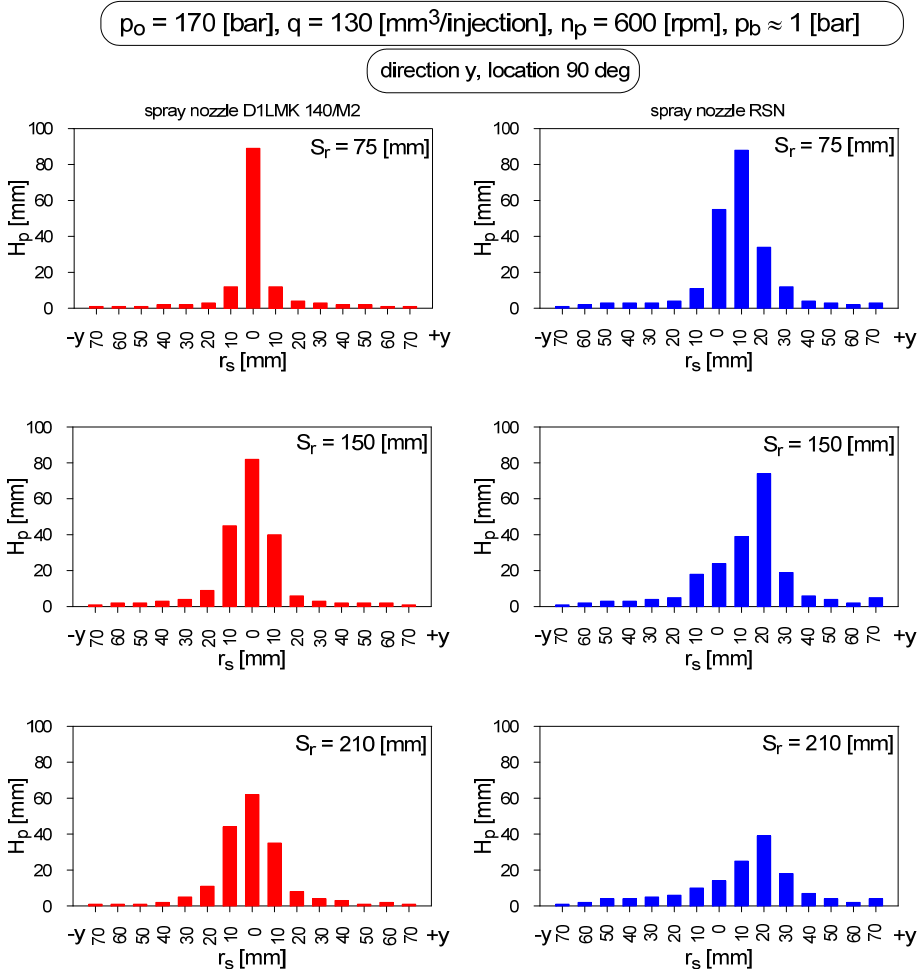 pₒ = 170 [bar], q = 130 [mm³/injection], nₚ = 600 [rpm], p_b ≈ 1 [bar]
direction y, location 90 deg
spray nozzle D1LMK 140/M2
Sᵣ = 75 [mm]
Hₚ [mm]
100
80
60
40
20
0
–y 70 60 50 40 30 20 10 0 10 20 30 40 50 60 70 +y
rₛ [mm]
spray nozzle RSN
Sᵣ = 75 [mm]
Hₚ [mm]
100
80
60
40
20
0
–y 70 60 50 40 30 20 10 0 10 20 30 40 50 60 70 +y
rₛ [mm]
Sᵣ = 150 [mm]
Hₚ [mm]
100
80
60
40
20
0
–y 70 60 50 40 30 20 10 0 10 20 30 40 50 60 70 +y
rₛ [mm]
Sᵣ = 150 [mm]
Hₚ [mm]
100
80
60
40
20
0
–y 70 60 50 40 30 20 10 0 10 20 30 40 50 60 70 +y
rₛ [mm]
Sᵣ = 210 [mm]
Hₚ [mm]
100
80
60
40
20
0
–y 70 60 50 40 30 20 10 0 10 20 30 40 50 60 70 +y
rₛ [mm]
Sᵣ = 210 [mm]
Hₚ [mm]
100
80
60
40
20
0
–y 70 60 50 40 30 20 10 0 10 20 30 40 50 60 70 +y
rₛ [mm]